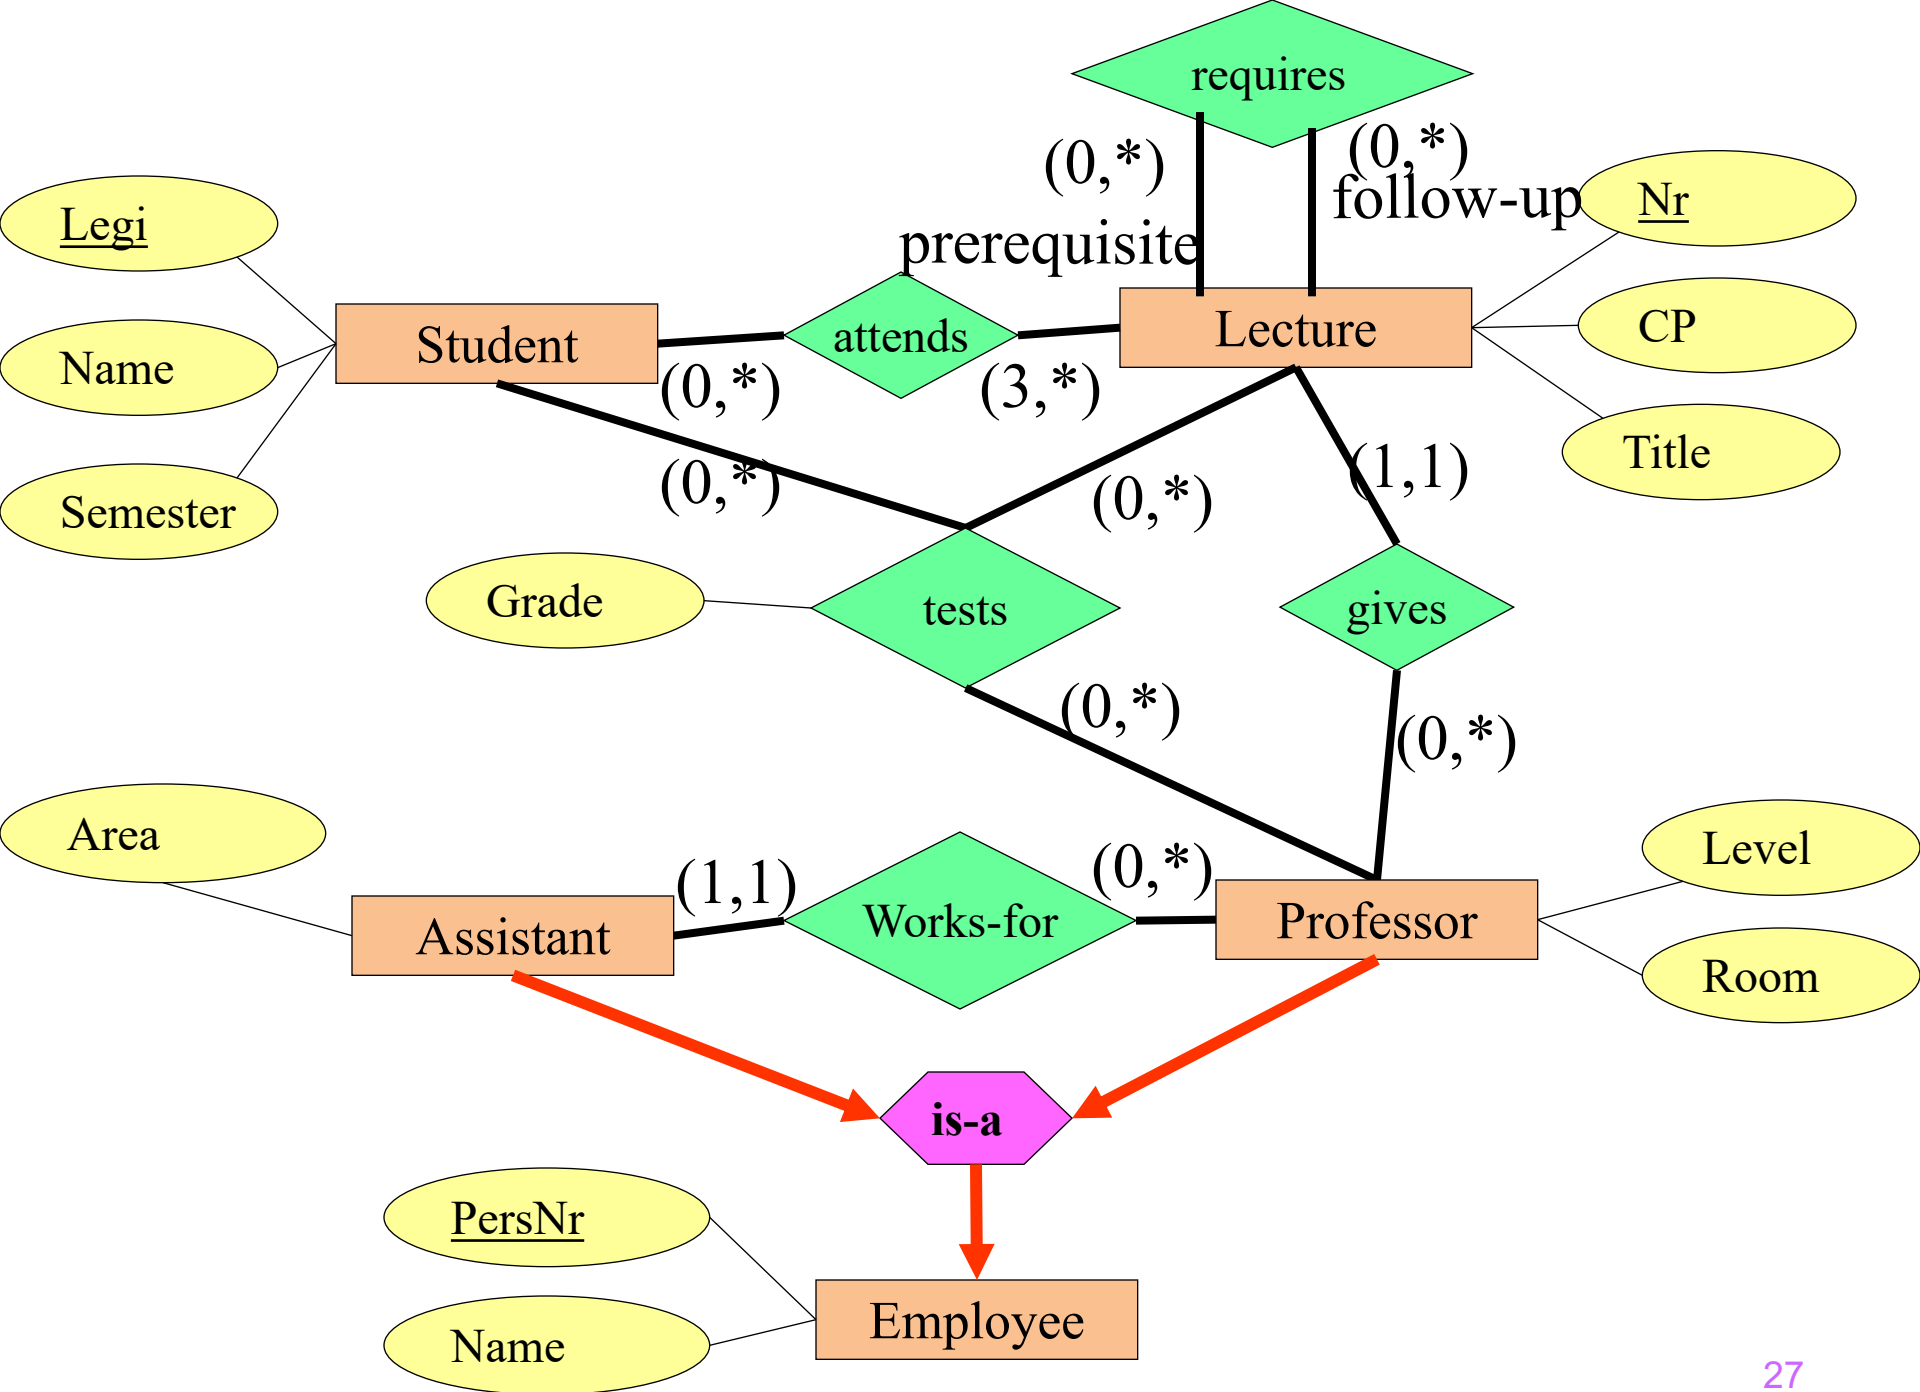 requires
(0,*)
(0,*)
follow-up
prerequisite
Legi
Nr
Name
Student
attends
Lecture
CP
(0,*)
(3,*)
Semester
(0,*)
(0,*)
(1,1)
Title
Grade
tests
gives
(0,*)
(0,*)
Area
(1,1)
(0,*)
Level
Assistant
Works-for
Professor
Room
is-a
PersNr
Name
Employee
27